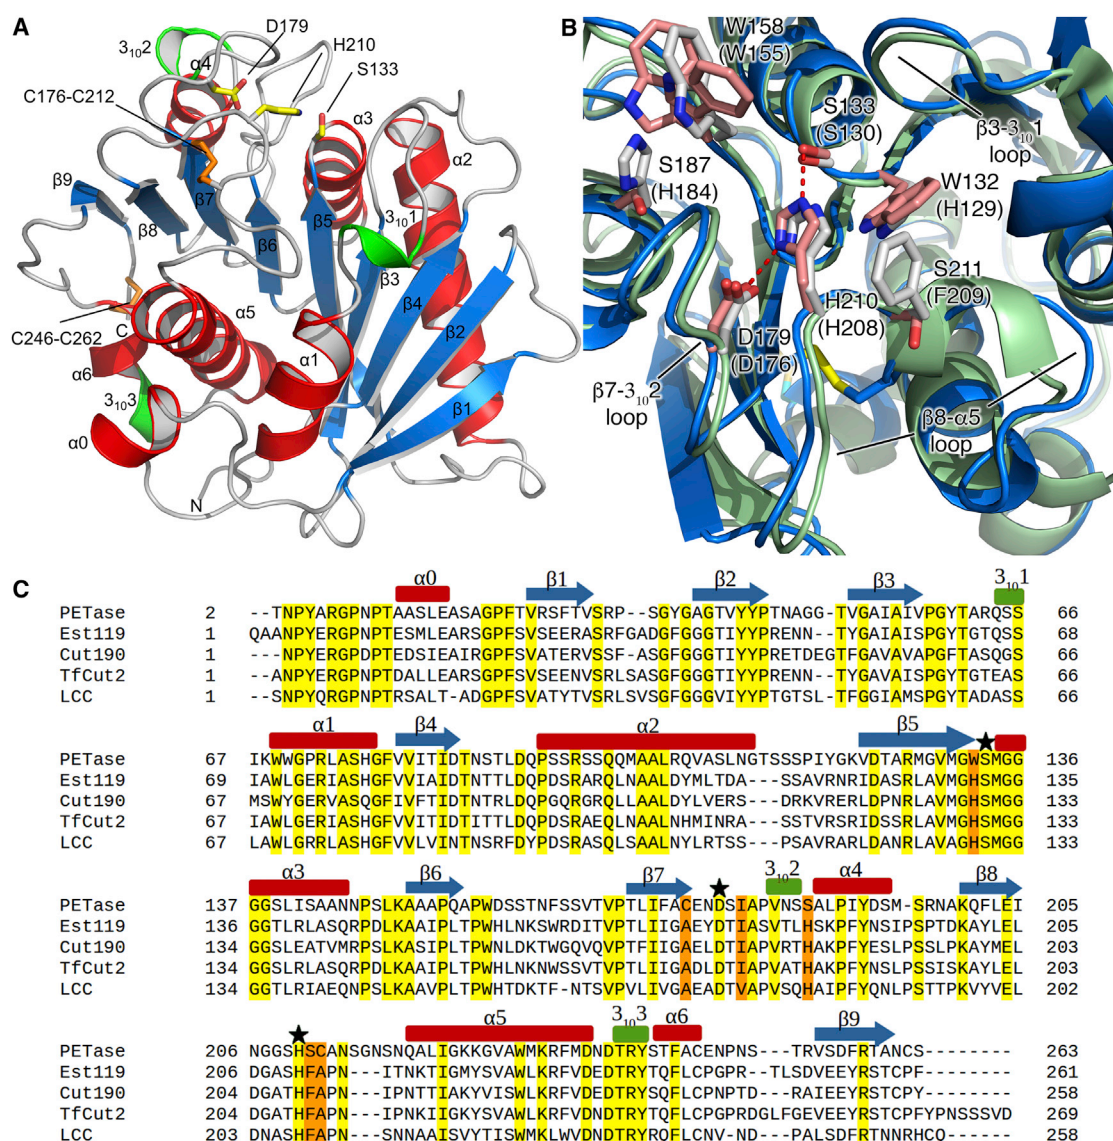 A
3₁₀2
D179
α4
H210
S133
C176-C212
α3
α2
β9
β7
β8
β6
β5
3₁₀1
β3
β4
β2
C246-C262
C
α5
α1
α6
β1
3₁₀3
α0
N
B
W158
(W155)
S133
(S130)
β3-3₁₀1
loop
S187
(H184)
W132
(H129)
S211
(F209)
H210
(H208)
D179
(D176)
β7-3₁₀2
loop
β8-α5
loop
C
α0 β1 β2 β3 3₁₀1
PETase 2 --TNPYARGPNPTAASLEASAGPFTVRSFTVSRP--SGYGAGTVYYPTNAGG-TVGAIAIVPGYTARQSS 66
Est119 1 QAANPYERGPNPTESMLEARSGPFSVSEERASRFGADGFGGGTIYYPRENN--TYGAIAISPGYTGTQSS 68
Cut190 1 ---NPYERGPDPTEDSIEAIRGPFSVATERVSSF-ASGFGGGTIYYPRETDEGTFGAVAVAPGFTASQGS 66
TfCut2 1 --ANPYERGPNPTDALLEARSGPFSVSEENVSRLSASGFGGGTIYYPRENN--TYGAVAISPGYTGTEAS 66
LCC 1 --SNPYQRGPNPTRSALT-ADGPFSVATYTVSRLSVSGFGGGVIYYPTGTSL-TFGGIAMSPGYTADASS 66
α1 β4 α2 β5
PETase 67 IKWWGPRLASHGFVVITIDTNSTLDQPSSRSSQQMAALRQVASLNGTSSSPIYGKVDTARMGVMGWSMGG 136
Est119 69 IAWLGERIASHGFVVIAIDTNTTLDQPDSRARQLNAALDYMLTDA---SSAVRNRIDASRLAVMGHSMGG 135
Cut190 67 MSWYGERVASQGFIVFTIDTNTRLDQPGQRGRQLLAALDYLVERS---DRKVRERLDPNRLAVMGHSMGG 133
TfCut2 67 IAWLGERIASHGFVVITIDTITTLDQPDSRAEQLNAALNHMINRA---SSTVRSRIDSSRLAVMGHSMGG 133
LCC 67 LAWLGRRLASHGFVVLVINTNSRFDYPDSRASQLSAALNYLRTSS---PSAVRARLDANRLAVAGHSMGG 133
α3 β6 β7 3₁₀2 α4 β8
PETase 137 GGSLISAANNPSLKAAAPQAPWDSSTNFSSVTVPTLIFACENDSIAPVNSSALPIYDSM-SRNAKQFLEI 205
Est119 136 GGTLRLASQRPDLKAAIPLTPWHLNKSWRDITVPTLIIGAEYDTIASVTLHSKPFYNSIPSPTDKAYLEL 205
Cut190 134 GGSLEATVMRPSLKASIPLTPWNLDKTWGQVQVPTFIIGAELDTIAPVRTHAKPFYESLPSSLPKAYMEL 203
TfCut2 134 GGSLRLASQRPDLKAAIPLTPWHLNKNWSSVTVPTLIIGADLDTIAPVATHAKPFYNSLPSSISKAYLEL 203
LCC 134 GGTLRIAEQNPSLKAAVPLTPWHTDKTF-NTSVPVLIVGAEADTVAPVSQHAIPFYQNLPSTTPKVYVEL 202
α5 3₁₀3 α6 β9
PETase 206 NGGSHSCANSGNSNQALIGKKGVAWMKRFMDNDTRYSTFACENPNS---TRVSDFRTANCS-------- 263
Est119 206 DGASHFAPN---ITNKTIGMYSVAWLKRFVDEDTRYTQFLCPGPR--TLSDVEEYRSTCPF-------- 261
Cut190 204 DGATHFAPN---IPNKTIAKYVISWLKRFVDEDTRYSQFLCPNPTD---RAIEEYRSTCPY-------- 258
TfCut2 204 DGATHFAPN---IPNKIIGKYSVAWLKRFVDNDTRYTQFLCPGPRDGLFGEVEEYRSTCPFYPNSSSVD 269
LCC 203 DNASHFAPN---SNNAAISVYTISWMKLWVDNDTRYRQFLCNV-ND---PALSDFRTNNRHCQ------ 258